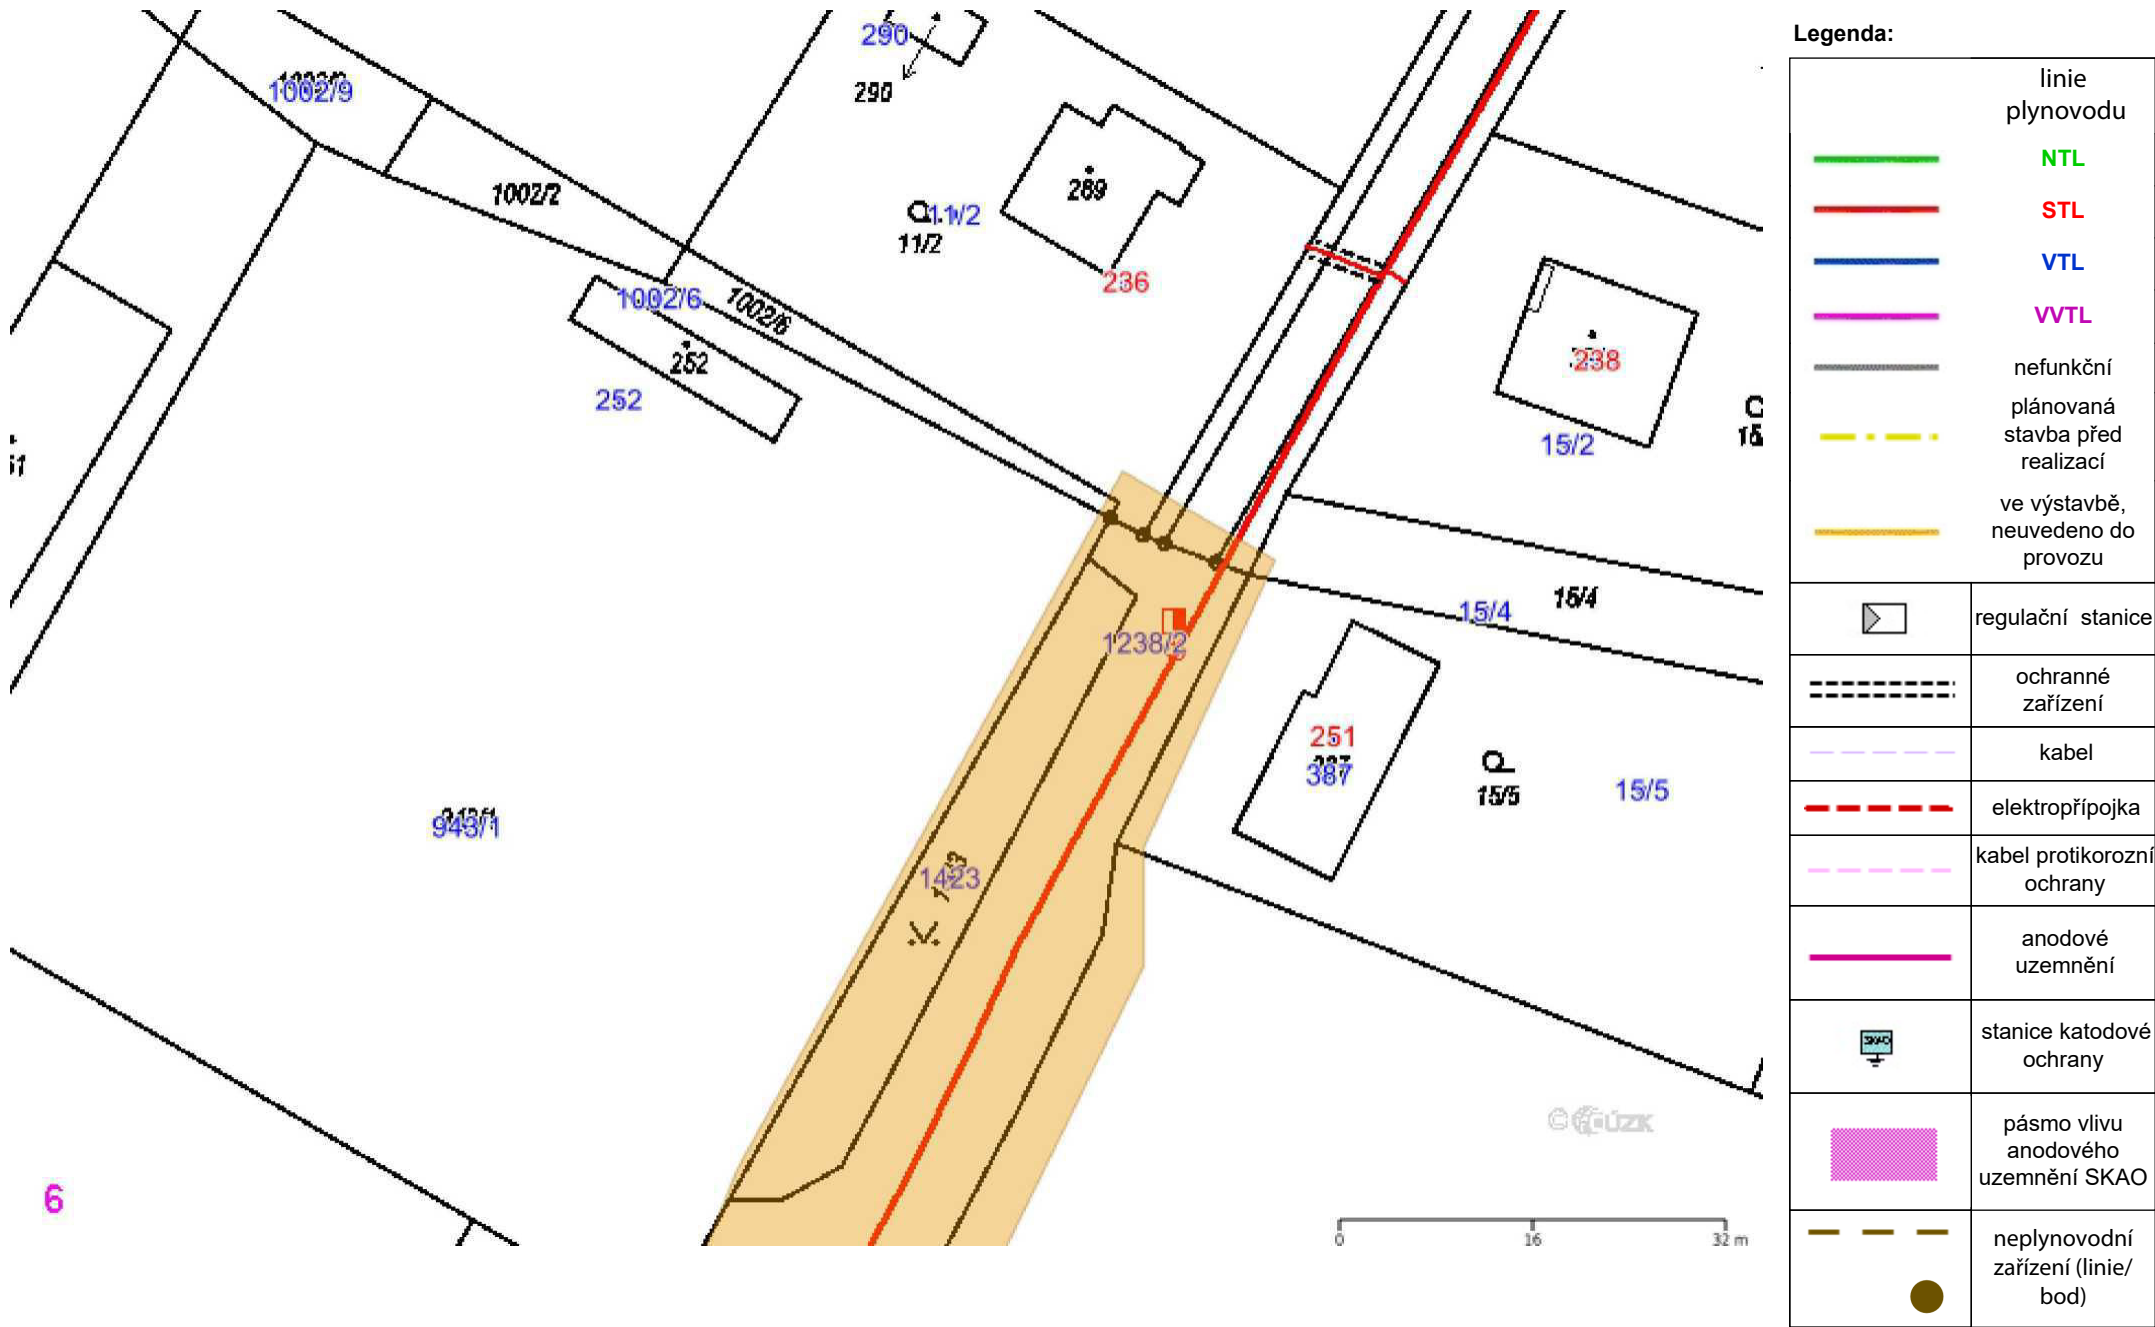 290
1002/9
290
1002/2
289
11/2
11/2
236
1002/6
1002/6
252
252
238
15/2
15/4
15/4
1238/2
251
387
15/5
15/5
943/1
1423
6
© ČÚZK
0 16 32 m
Legenda:
linie
plynovodu
NTL
STL
VTL
VVTL
nefunkční
plánovaná
stavba před
realizací
ve výstavbě,
neuvedeno do
provozu
regulační stanice
ochranné
zařízení
kabel
elektropřípojka
kabel protikorozní
ochrany
anodové
uzemnění
SKAO
stanice katodové
ochrany
pásmo vlivu
anodového
uzemnění SKAO
neplynovodní
zařízení (linie/
bod)